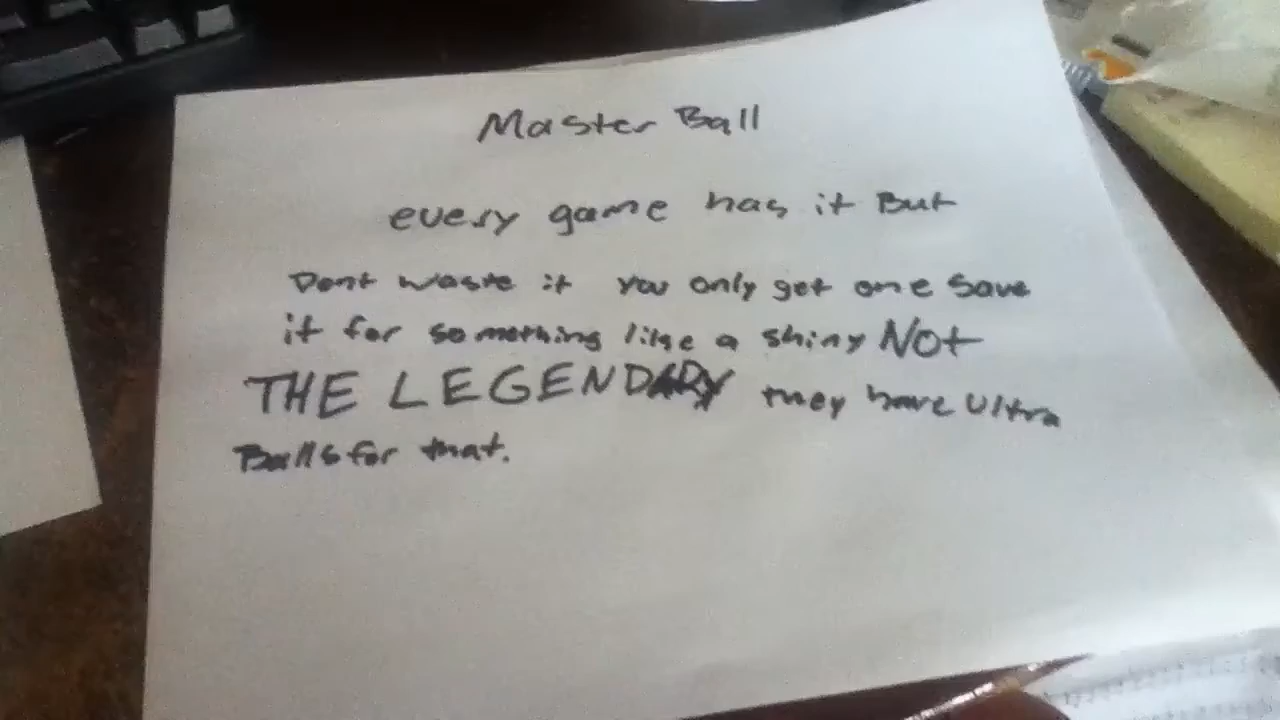 Master Ball
every game has it But
Dont waste it you only get one Save
it for something like a shiny NOt
THE LEGENDARY they have Ultra
Balls for that.